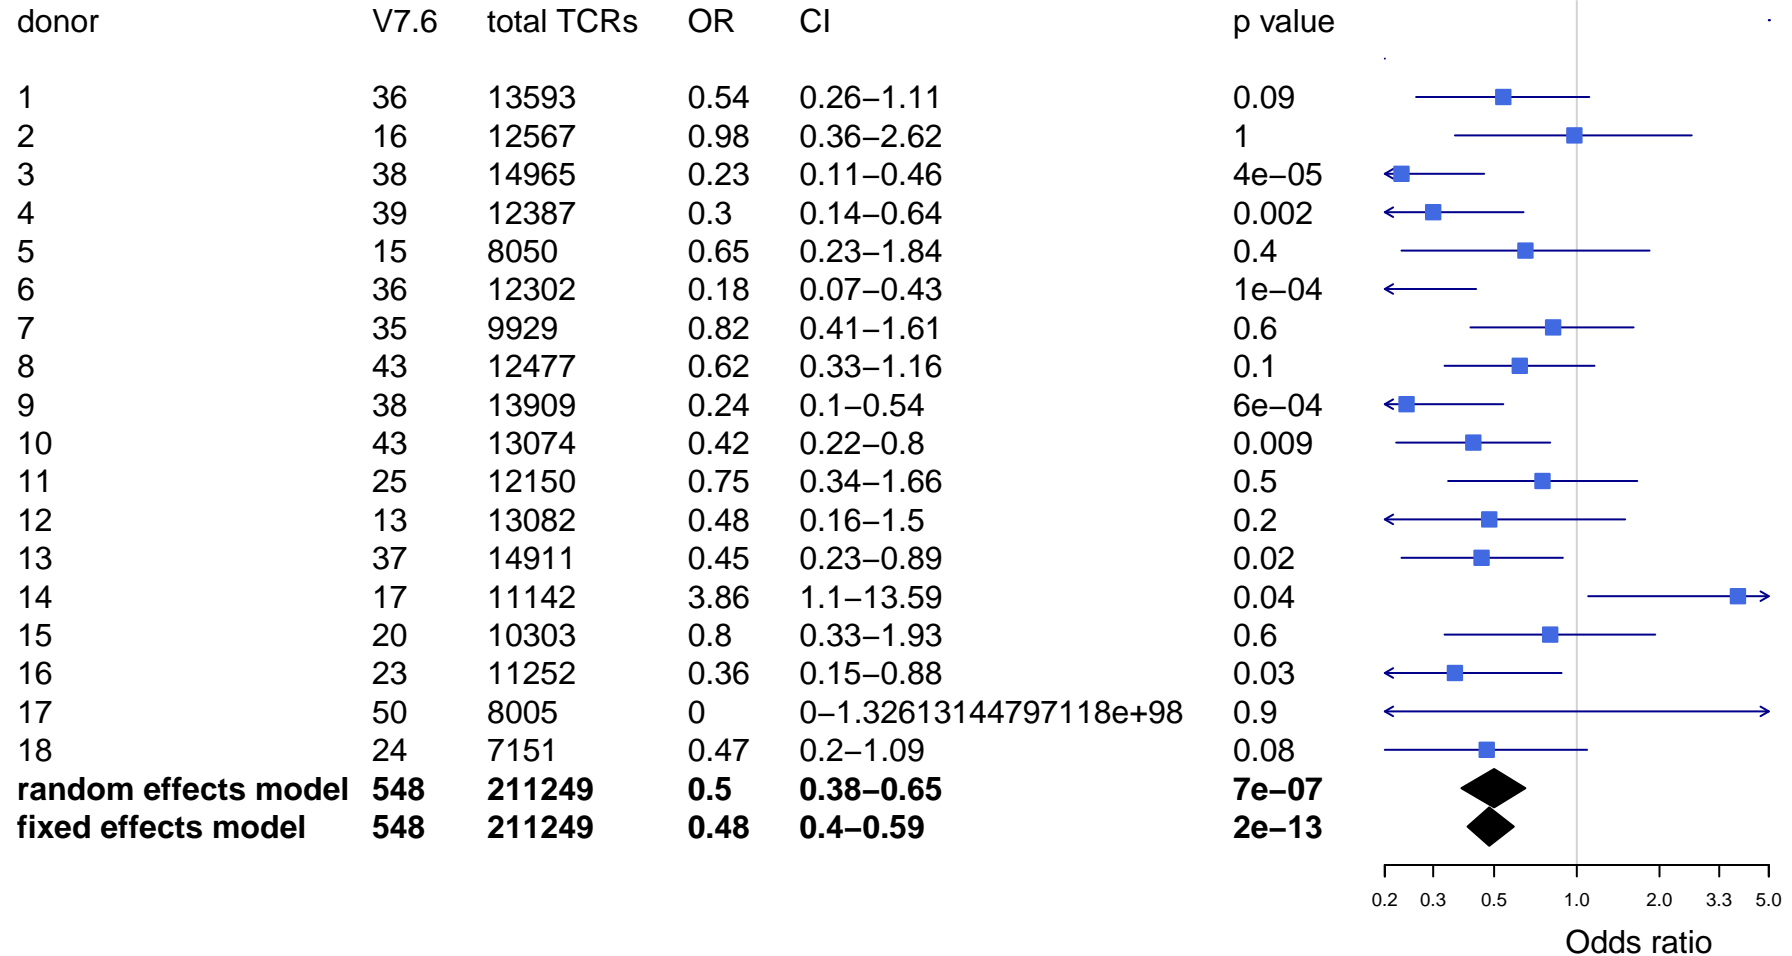 donor V7.6 total TCRs OR CI p value
1 36 13593 0.54 0.26−1.11 0.09
2 16 12567 0.98 0.36−2.62 1
3 38 14965 0.23 0.11−0.46 4e−05
4 39 12387 0.3 0.14−0.64 0.002
5 15 8050 0.65 0.23−1.84 0.4
6 36 12302 0.18 0.07−0.43 1e−04
7 35 9929 0.82 0.41−1.61 0.6
8 43 12477 0.62 0.33−1.16 0.1
9 38 13909 0.24 0.1−0.54 6e−04
10 43 13074 0.42 0.22−0.8 0.009
11 25 12150 0.75 0.34−1.66 0.5
12 13 13082 0.48 0.16−1.5 0.2
13 37 14911 0.45 0.23−0.89 0.02
14 17 11142 3.86 1.1−13.59 0.04
15 20 10303 0.8 0.33−1.93 0.6
16 23 11252 0.36 0.15−0.88 0.03
17 50 8005 0 0−1.32613144797118e+98 0.9
18 24 7151 0.47 0.2−1.09 0.08
random effects model 548 211249 0.5 0.38−0.65 7e−07
fixed effects model 548 211249 0.48 0.4−0.59 2e−13
0.2 0.3 0.5 1.0 2.0 3.3 5.0
Odds ratio